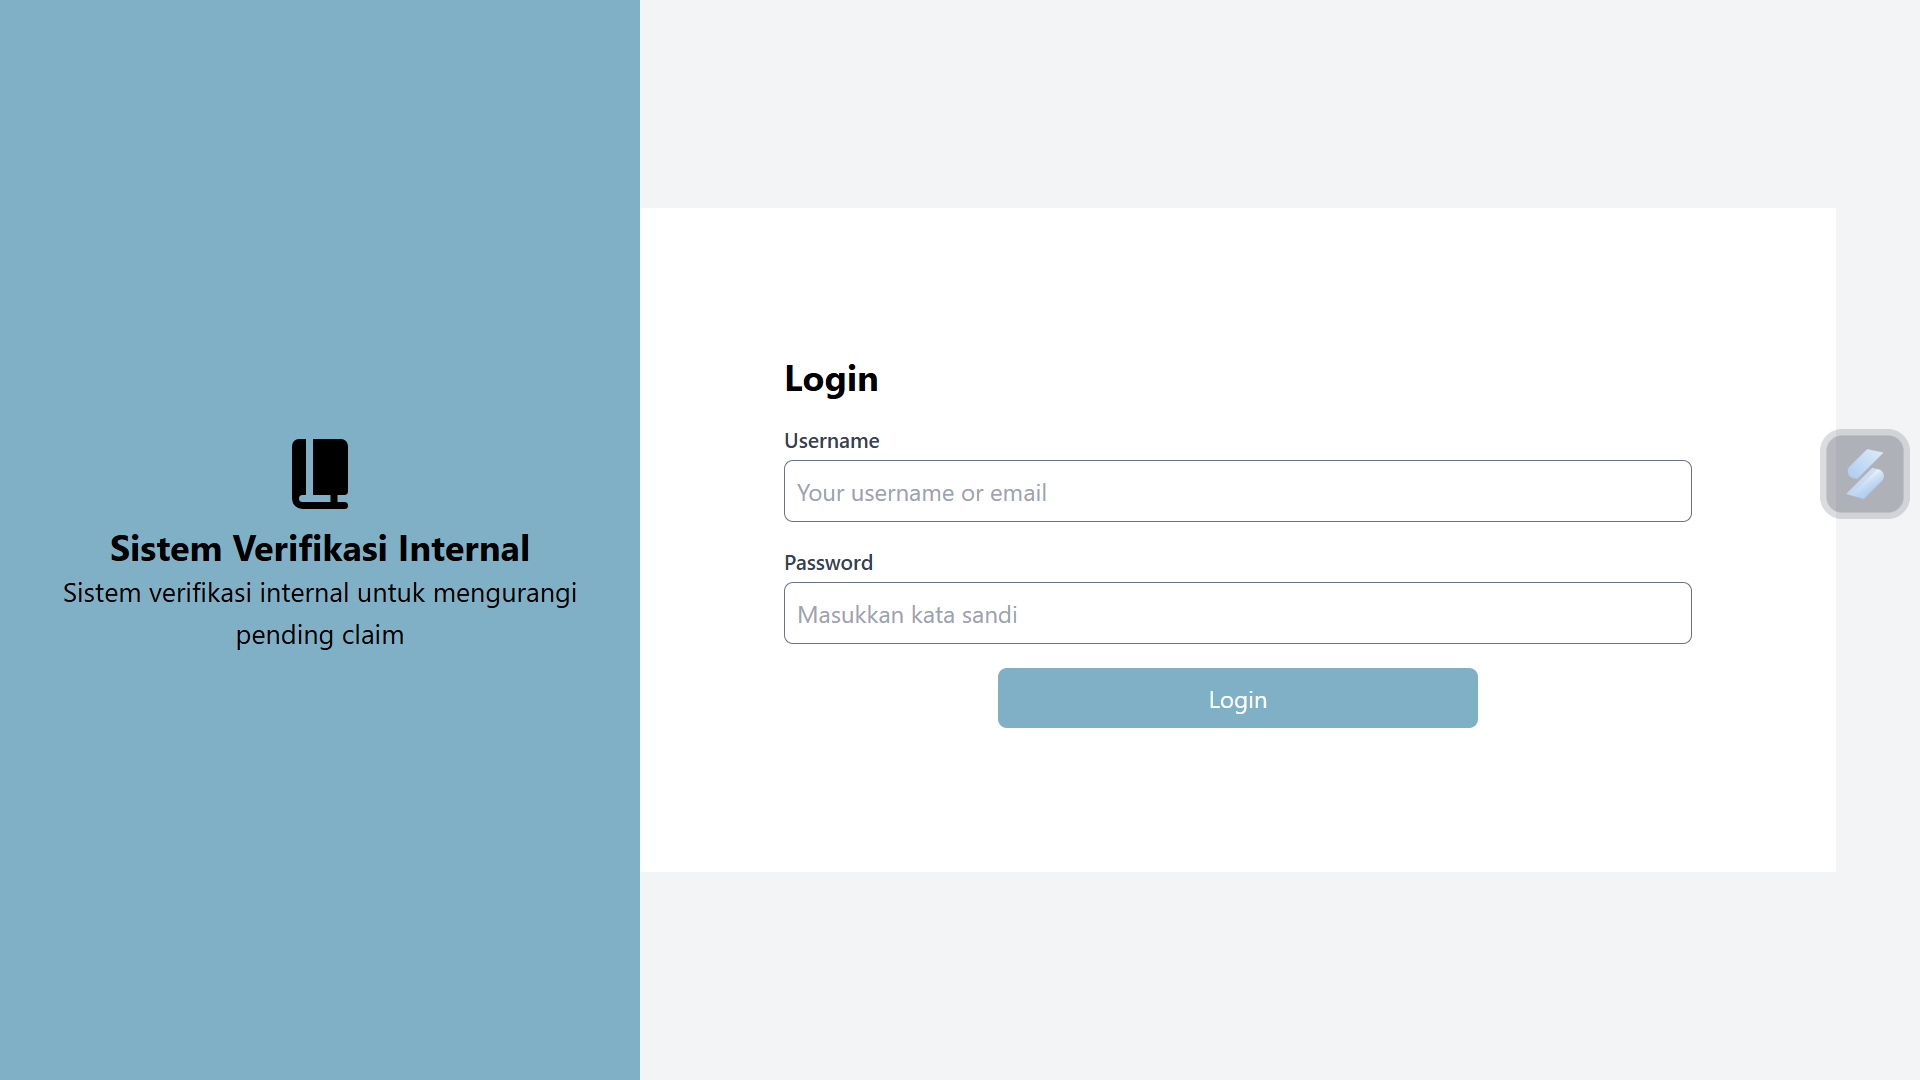 Sistem Verifikasi Internal
Sistem verifikasi internal untuk mengurangi
pending claim
Login
Username
Your username or email
Password
Masukkan kata sandi
Login